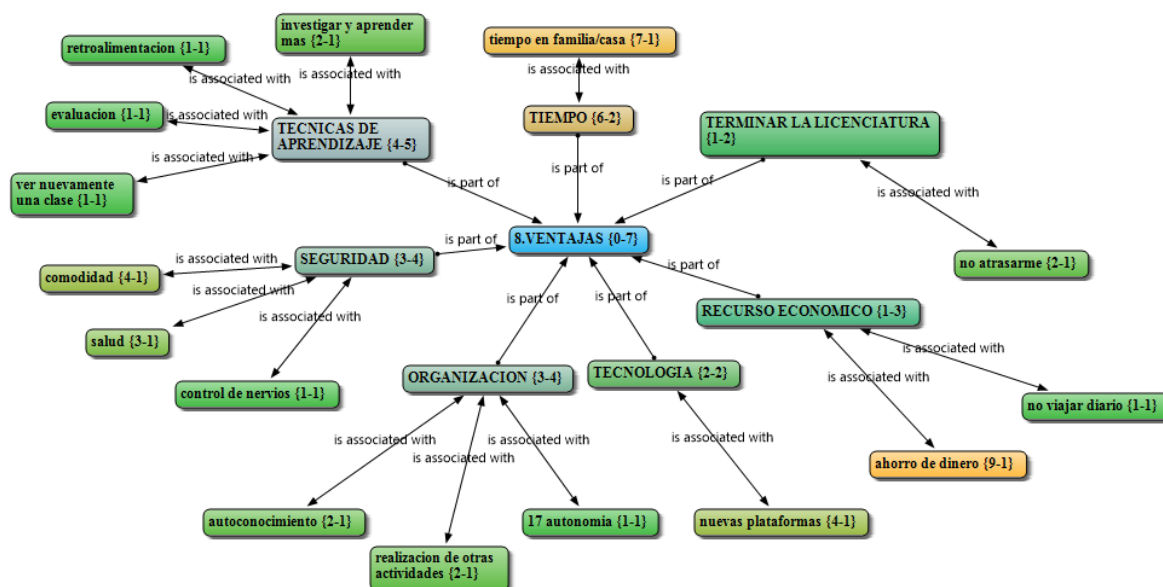 investigar y aprender
mas {2-1}
retroalimentacion {1-1}
tiempo en familia/casa {7-1}
is associated with
is associated with
is associated with
evaluacion {1-1}
is associated with
TIEMPO {6-2}
TERMINAR LA LICENCIATURA
{1-2}
TECNICAS DE
APRENDIZAJE {4-5}
is associated with
ver nuevamente
una clase {1-1}
is part of
is part of
is part of
is associated with
8.VENTAJAS {0-7}
is part of
SEGURIDAD {3-4}
is associated with
comodidad {4-1}
no atrasarme {2-1}
is part of
is associated with
is part of
is part of
RECURSO ECONOMICO {1-3}
is associated with
salud {3-1}
is associated with
ORGANIZACION {3-4}
TECNOLOGIA {2-2}
is associated with
control de nervios {1-1}
no viajar diario {1-1}
is associated with
is associated with
is associated with
is associated with
ahorro de dinero {9-1}
autoconocimiento {2-1}
17 autonomia {1-1}
nuevas plataformas {4-1}
realizacion de otras
actividades {2-1}